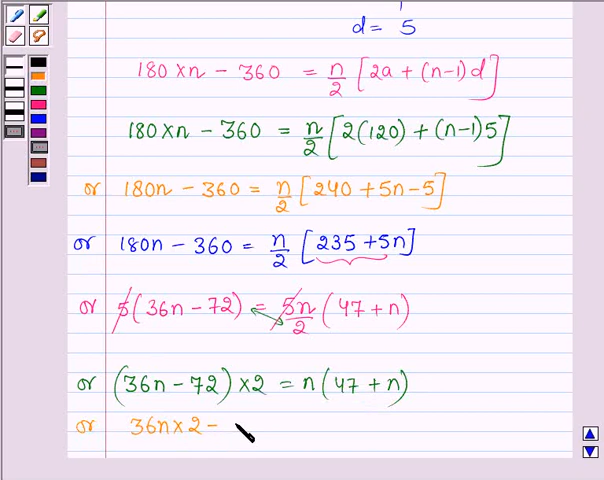 d = 5
180 × n − 360 = n/2 [2a + (n−1)d]
180 × n − 360 = n/2 [2(120) + (n−1)5]
or 180n − 360 = n/2 [240 + 5n − 5]
or 180n − 360 = n/2 [235 + 5n]
or 5(36n − 72) = 5n/2 (47 + n)
or (36n − 72) × 2 = n(47 + n)
or 36n × 2 −